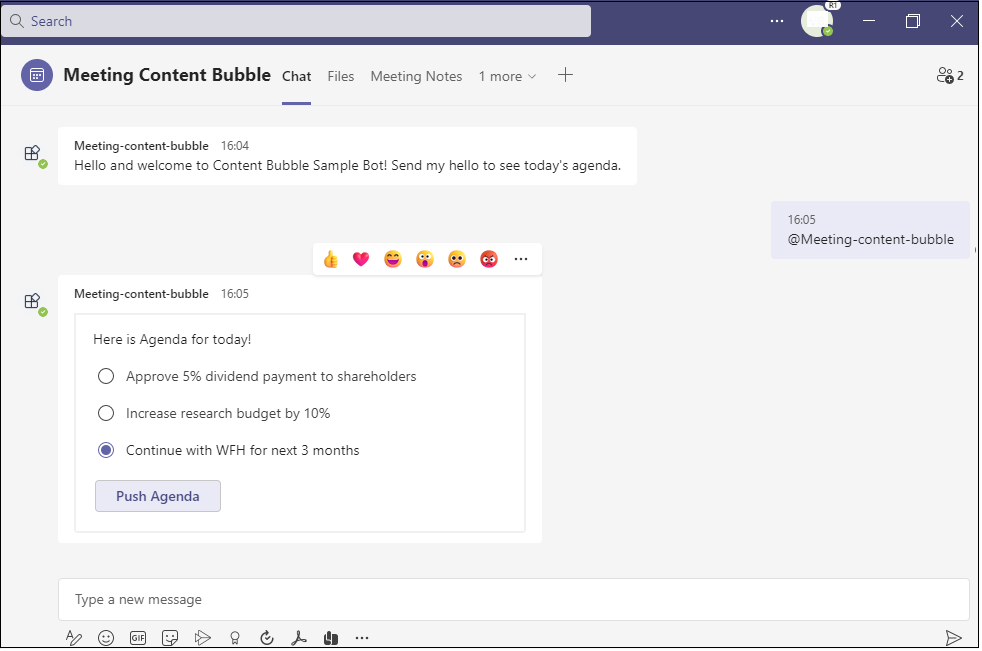 Search
R1
Meeting Content Bubble Chat Files Meeting Notes 1 more
2
Meeting-content-bubble 16:04
Hello and welcome to Content Bubble Sample Bot! Send my hello to see today's agenda.
16:05
@Meeting-content-bubble
Meeting-content-bubble 16:05
Here is Agenda for today!
Approve 5% dividend payment to shareholders
Increase research budget by 10%
Continue with WFH for next 3 months
Push Agenda
Type a new message
GIF